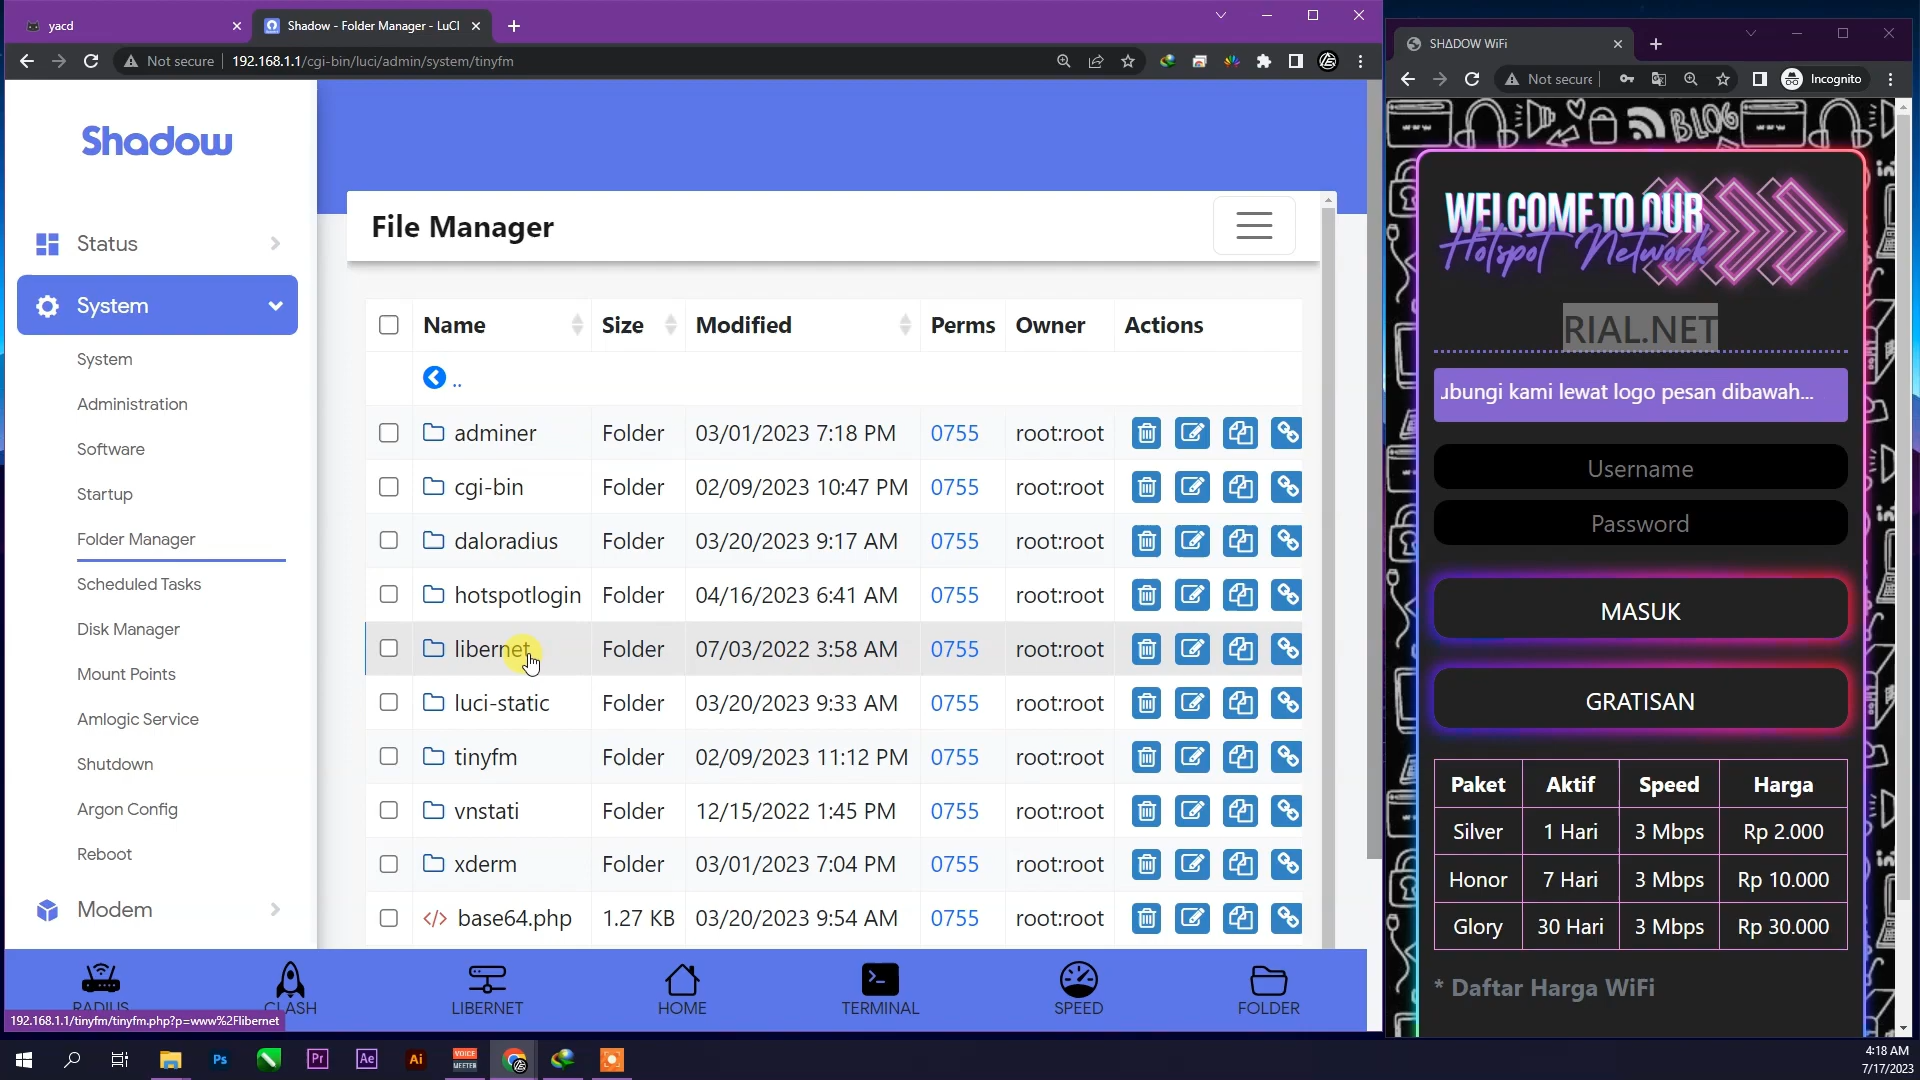 yacd
Shadow - Folder Manager - LuCI
Not secure
192.168.1.1/cgi-bin/luci/admin/system/tinyfm
Shadow
Status
System
System
Administration
Software
Startup
Folder Manager
Scheduled Tasks
Disk Manager
Mount Points
Amlogic Service
Shutdown
Argon Config
Reboot
Modem
File Manager
Name Size Modified Perms Owner Actions
..
adminer Folder 03/01/2023 7:18 PM 0755 root:root
cgi-bin Folder 02/09/2023 10:47 PM 0755 root:root
daloradius Folder 03/20/2023 9:17 AM 0755 root:root
hotspotlogin Folder 04/16/2023 6:41 AM 0755 root:root
libernet Folder 07/03/2022 3:58 AM 0755 root:root
luci-static Folder 03/20/2023 9:33 AM 0755 root:root
tinyfm Folder 02/09/2023 11:12 PM 0755 root:root
vnstati Folder 12/15/2022 1:45 PM 0755 root:root
xderm Folder 03/01/2023 7:04 PM 0755 root:root
</> base64.php 1.27 KB 03/20/2023 9:54 AM 0755 root:root
RADIUS CLASH LIBERNET HOME TERMINAL SPEED FOLDER
192.168.1.1/tinyfm/tinyfm.php?p=www%2Flibernet
SHΔDOW WiFi
Not secure
Incognito
BLOG
WELCOME TO OUR
Hotspot Network
RIAL.NET
ubungi kami lewat logo pesan dibawah...
Username
Password
MASUK
GRATISAN
Paket Aktif Speed Harga
Silver 1 Hari 3 Mbps Rp 2.000
Honor 7 Hari 3 Mbps Rp 10.000
Glory 30 Hari 3 Mbps Rp 30.000
* Daftar Harga WiFi
Ps
Pr
Ae
Ai
VOICE
MEETER
4:18 AM
7/17/2023